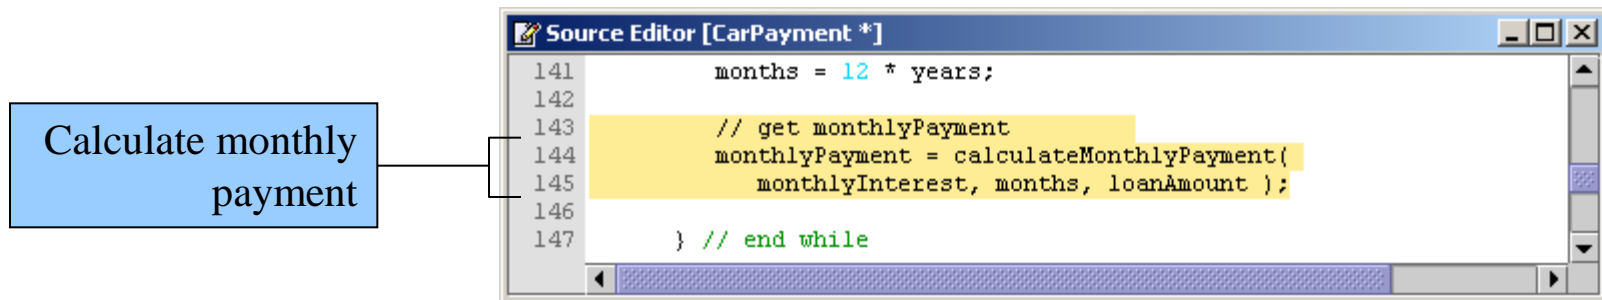 Calculate monthly
payment
Source Editor [CarPayment *]
141 months = 12 * years;
142
143 // get monthlyPayment
144 monthlyPayment = calculateMonthlyPayment(
145 monthlyInterest, months, loanAmount );
146
147 } // end while